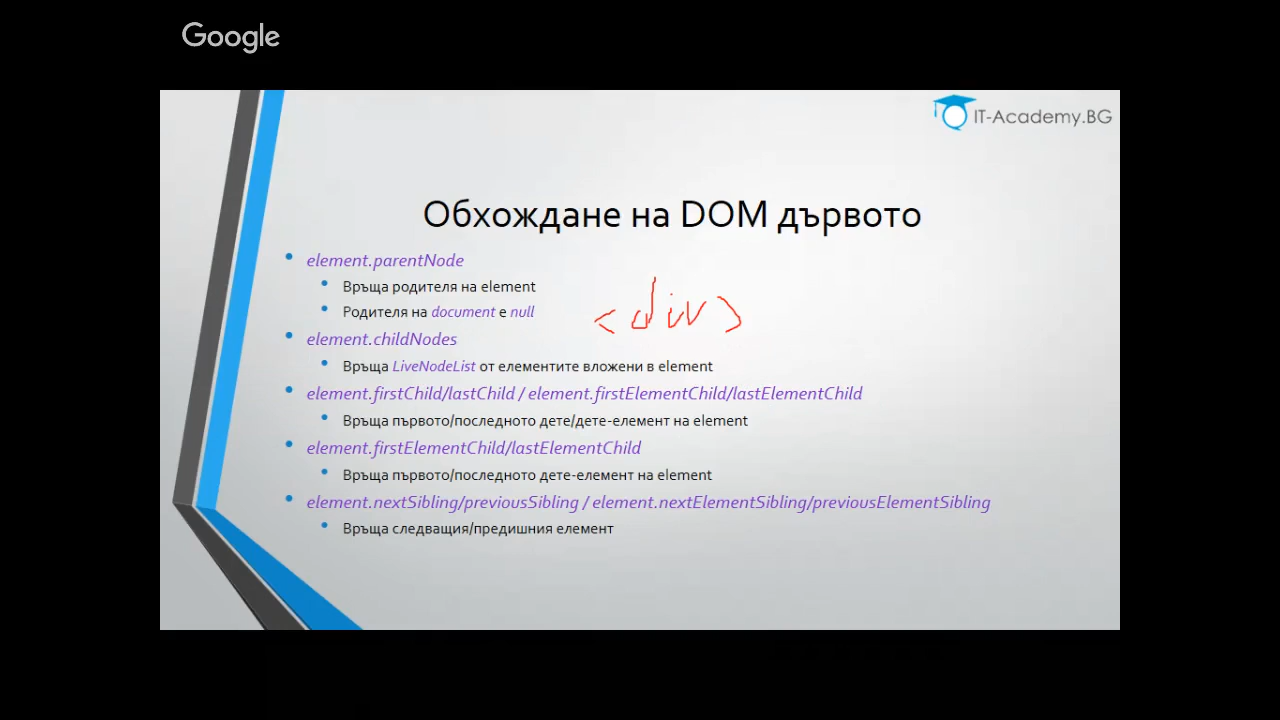 Google
IT-Academy.BG
Обхождане на DOM дървото
element.parentNode
Връща родителя на element
Родителя на document е null
<div>
element.childNodes
Връща LiveNodeList от елементите вложени в element
element.firstChild/lastChild / element.firstElementChild/lastElementChild
Връща първото/последното дете/дете-елемент на element
element.firstElementChild/lastElementChild
Връща първото/последното дете-елемент на element
element.nextSibling/previousSibling / element.nextElementSibling/previousElementSibling
Връща следващия/предишния елемент